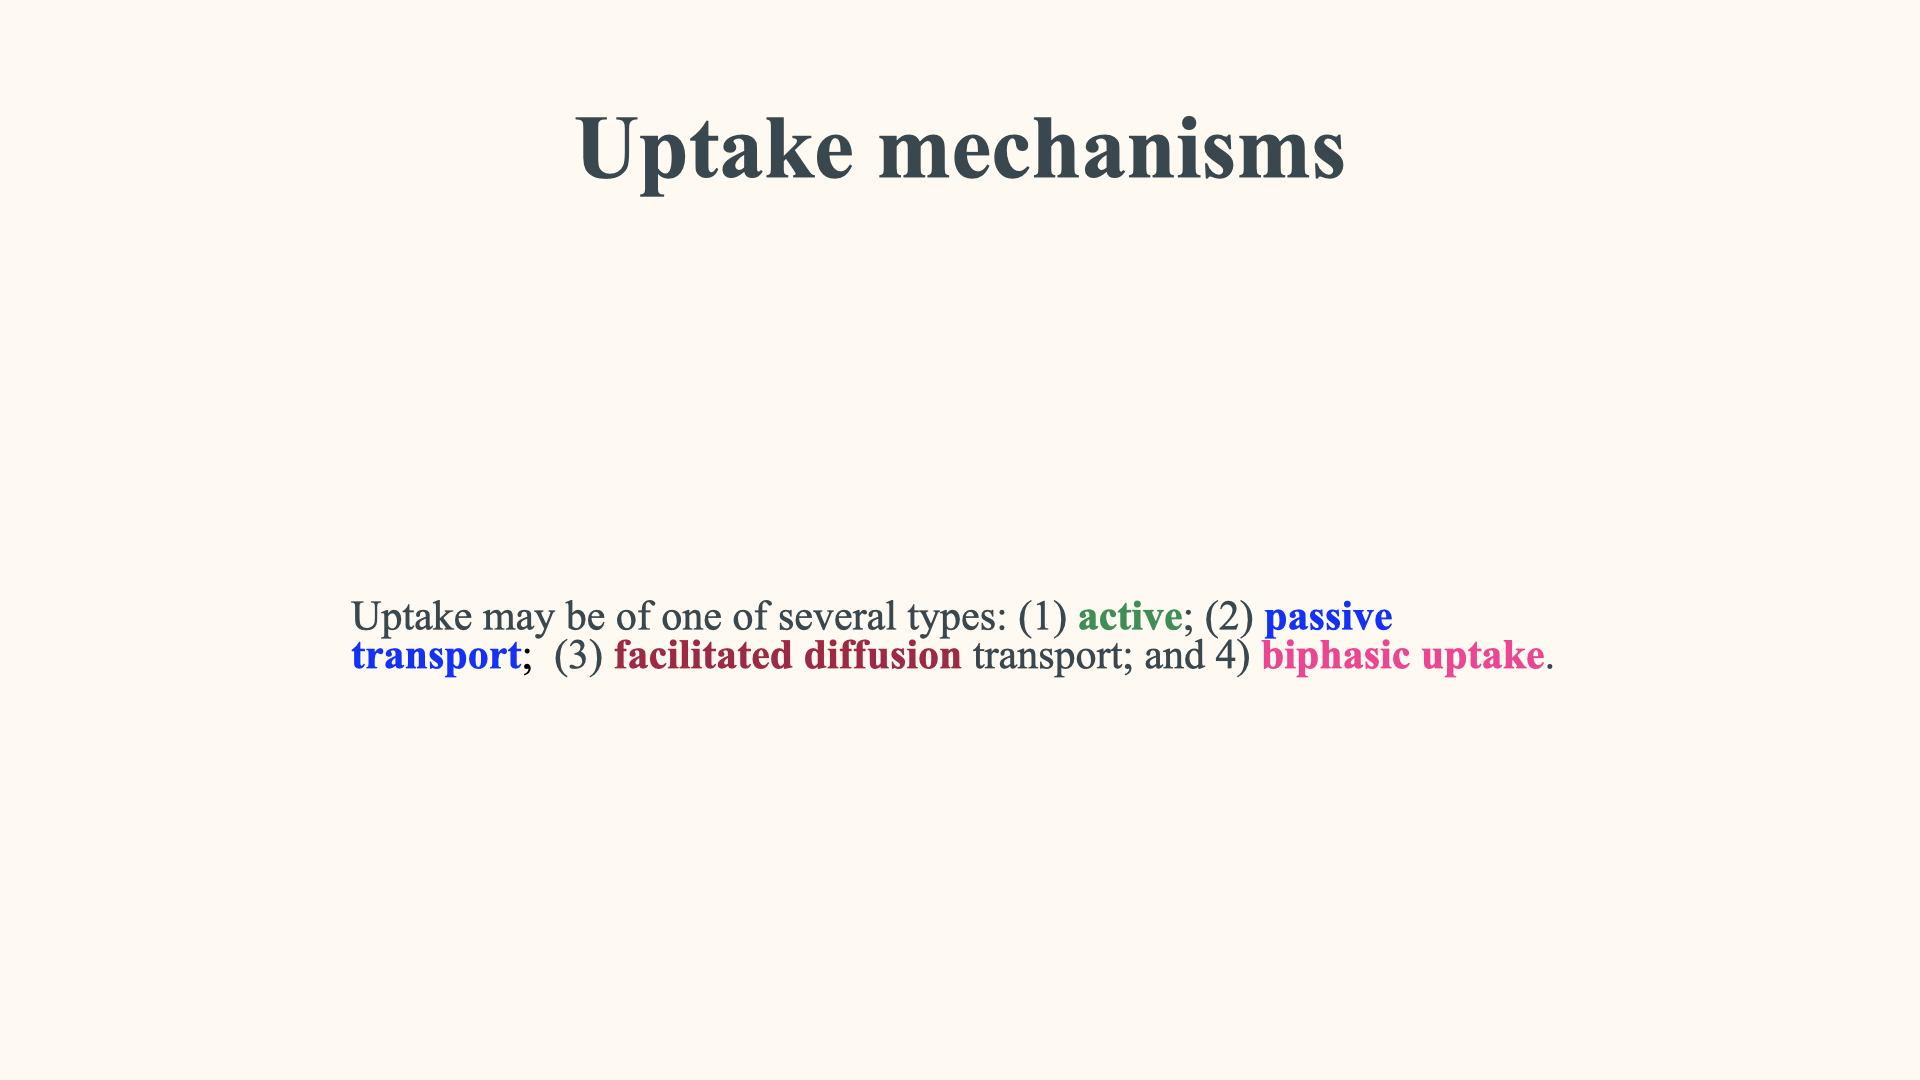 Uptake mechanisms
Uptake may be of one of several types: (1) active; (2) passive
transport;  (3) facilitated diffusion transport; and 4) biphasic uptake.